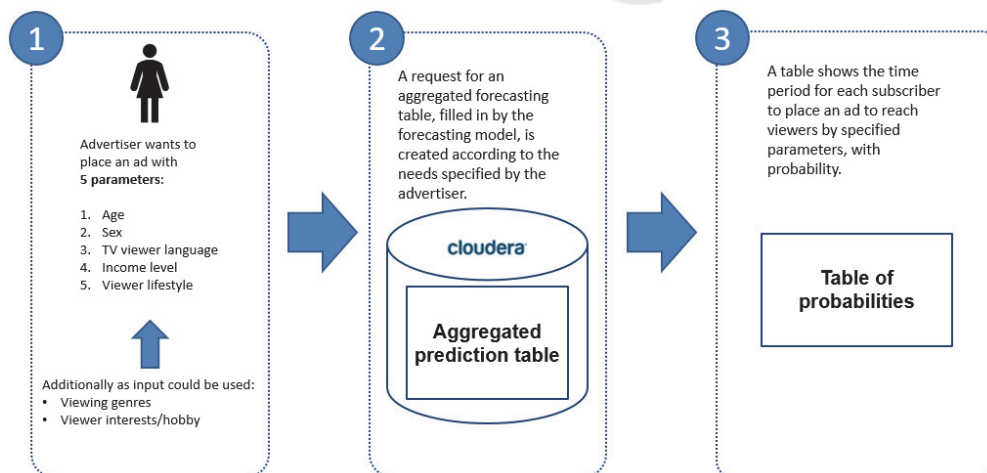 1
Advertiser wants to
place an ad with
5 parameters:
1. Age
2. Sex
3. TV viewer language
4. Income level
5. Viewer lifestyle
Additionally as input could be used:
• Viewing genres
• Viewer interests/hobby
2
A request for an
aggregated forecasting
table, filled in by the
forecasting model, is
created according to the
needs specified by the
advertiser.
cloudera
Aggregated
prediction table
3
A table shows the time
period for each subscriber
to place an ad to reach
viewers by specified
parameters, with
probability.
Table of
probabilities